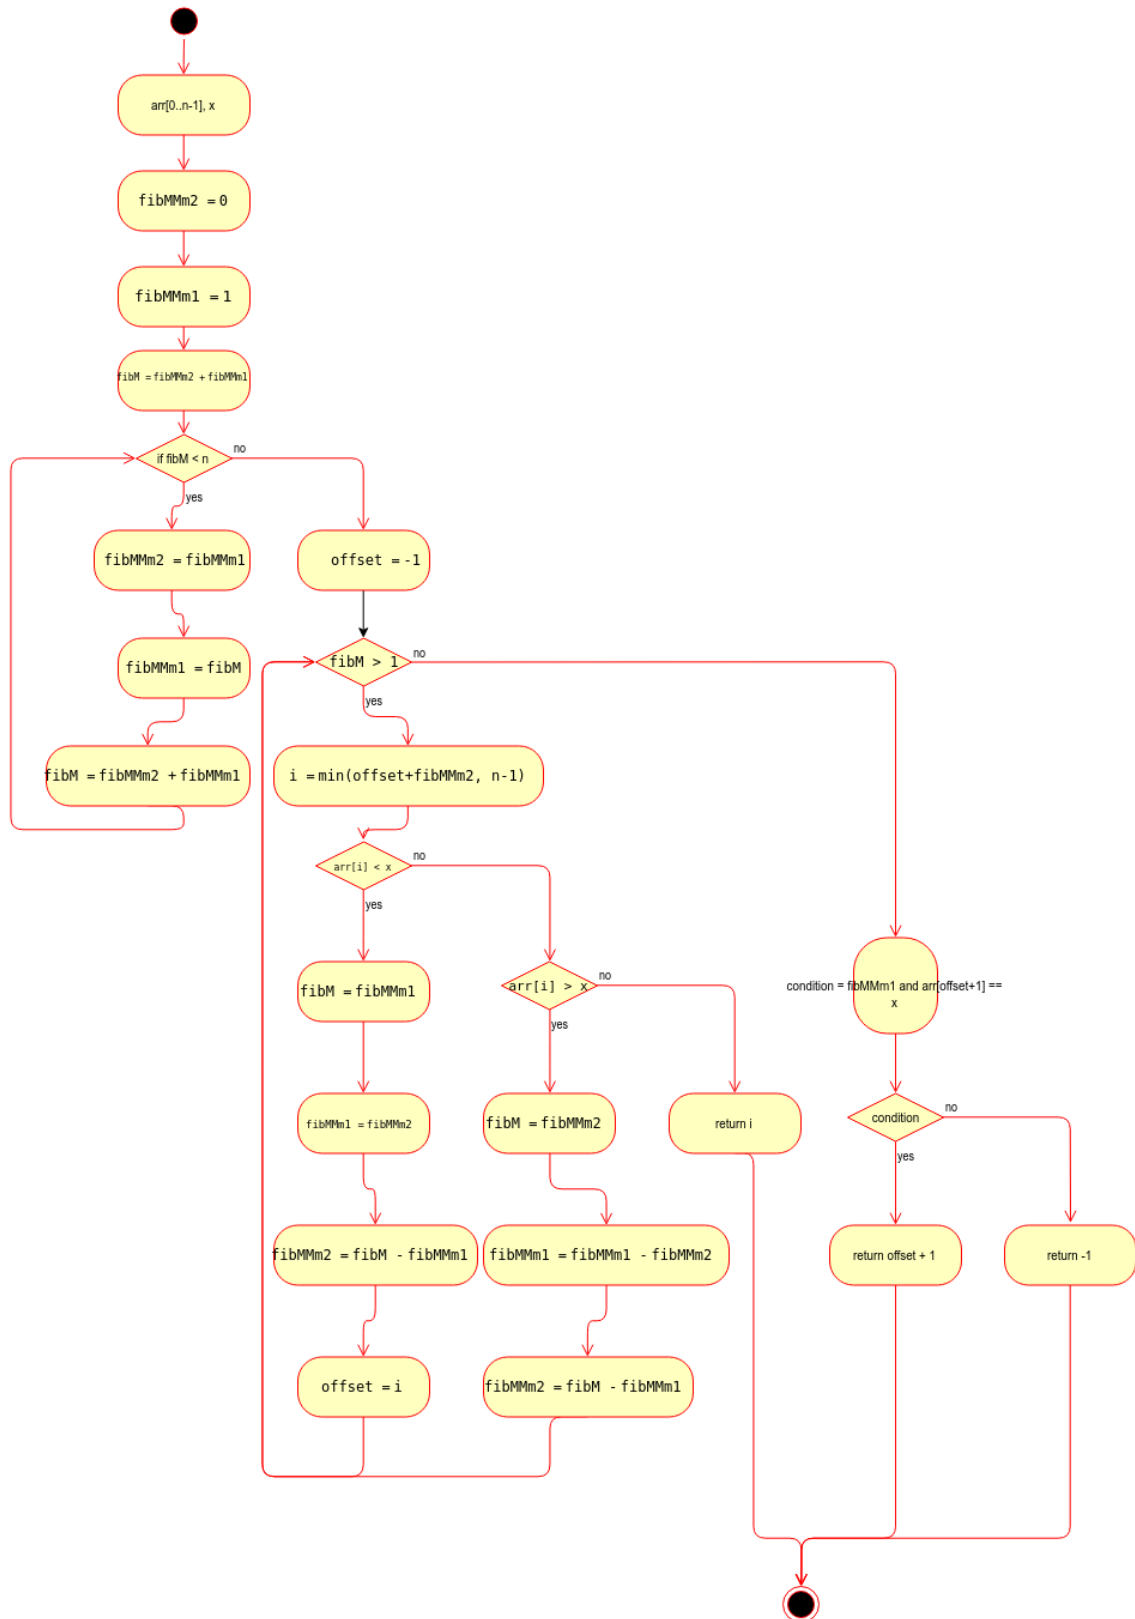 arr[0..n-1], x
fibMMm2 = 0
fibMMm1 = 1
fibM = fibMMm2 + fibMMm1
if fibM < n
no
yes
fibMMm2 = fibMMm1
offset = -1
fibMMm1 = fibM
fibM > 1
no
yes
fibM = fibMMm2 + fibMMm1
i = min(offset+fibMMm2, n-1)
arr[i] < x
no
yes
fibM = fibMMm1
arr[i] > x
no
yes
condition = fibMMm1 and arr[offset+1] ==
x
fibMMm1 = fibMMm2
fibM = fibMMm2
return i
condition
no
yes
fibMMm2 = fibM - fibMMm1
fibMMm1 = fibMMm1 - fibMMm2
return offset + 1
return -1
offset = i
fibMMm2 = fibM - fibMMm1